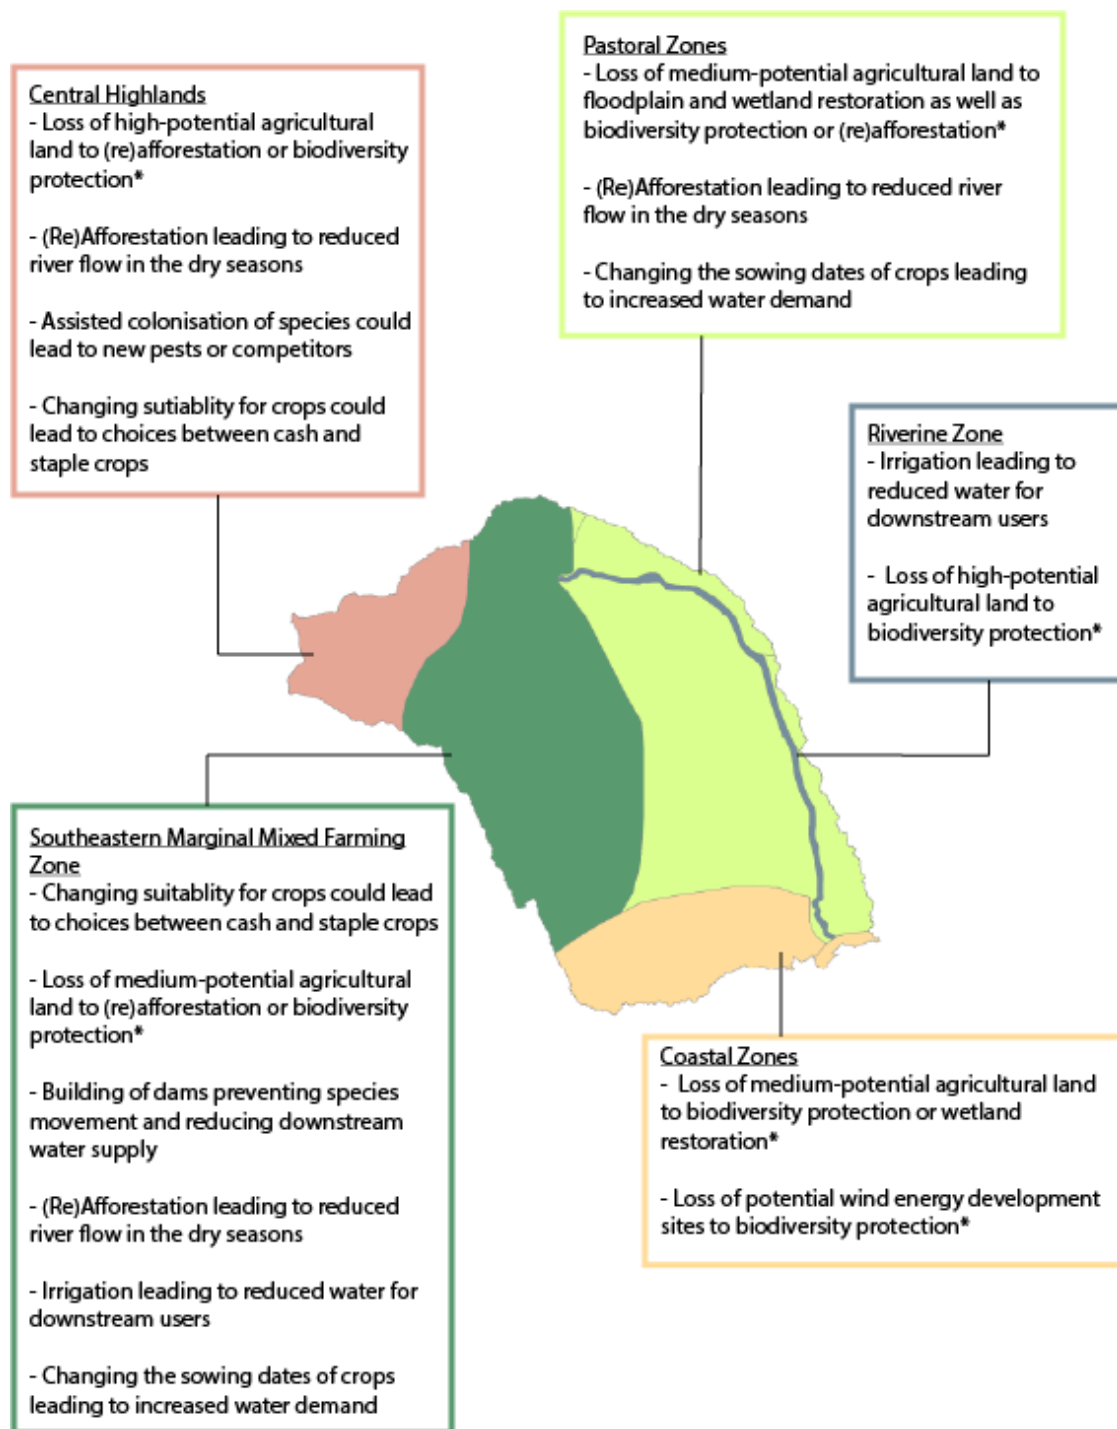 Pastoral Zones
- Loss of medium-potential agricultural land to
floodplain and wetland restoration as well as
biodiversity protection or (re)afforestation*
- (Re)Afforestation leading to reduced river
flow in the dry seasons
- Changing the sowing dates of crops leading
to increased water demand
Central Highlands
- Loss of high-potential agricultural
land to (re)afforestation or biodiversity
protection*
- (Re)Afforestation leading to reduced
river flow in the dry seasons
- Assisted colonisation of species could
lead to new pests or competitors
- Changing sutiablity for crops could
lead to choices between cash and
staple crops
Riverine Zone
- Irrigation leading to
reduced water for
downstream users
- Loss of high-potential
agricultural land to
biodiversity protection*
Southeastern Marginal Mixed Farming
Zone
- Changing suitablity for crops could lead
to choices between cash and staple crops
- Loss of medium-potential agricultural
land to (re)afforestation or biodiversity
protection*
- Building of dams preventing species
movement and reducing downstream
water supply
- (Re)Afforestation leading to reduced
river flow in the dry seasons
- Irrigation leading to reduced water for
downstream users
- Changing the sowing dates of crops
leading to increased water demand
Coastal Zones
- Loss of medium-potential agricultural land
to biodiversity protection or wetland
restoration*
- Loss of potential wind energy development
sites to biodiversity protection*